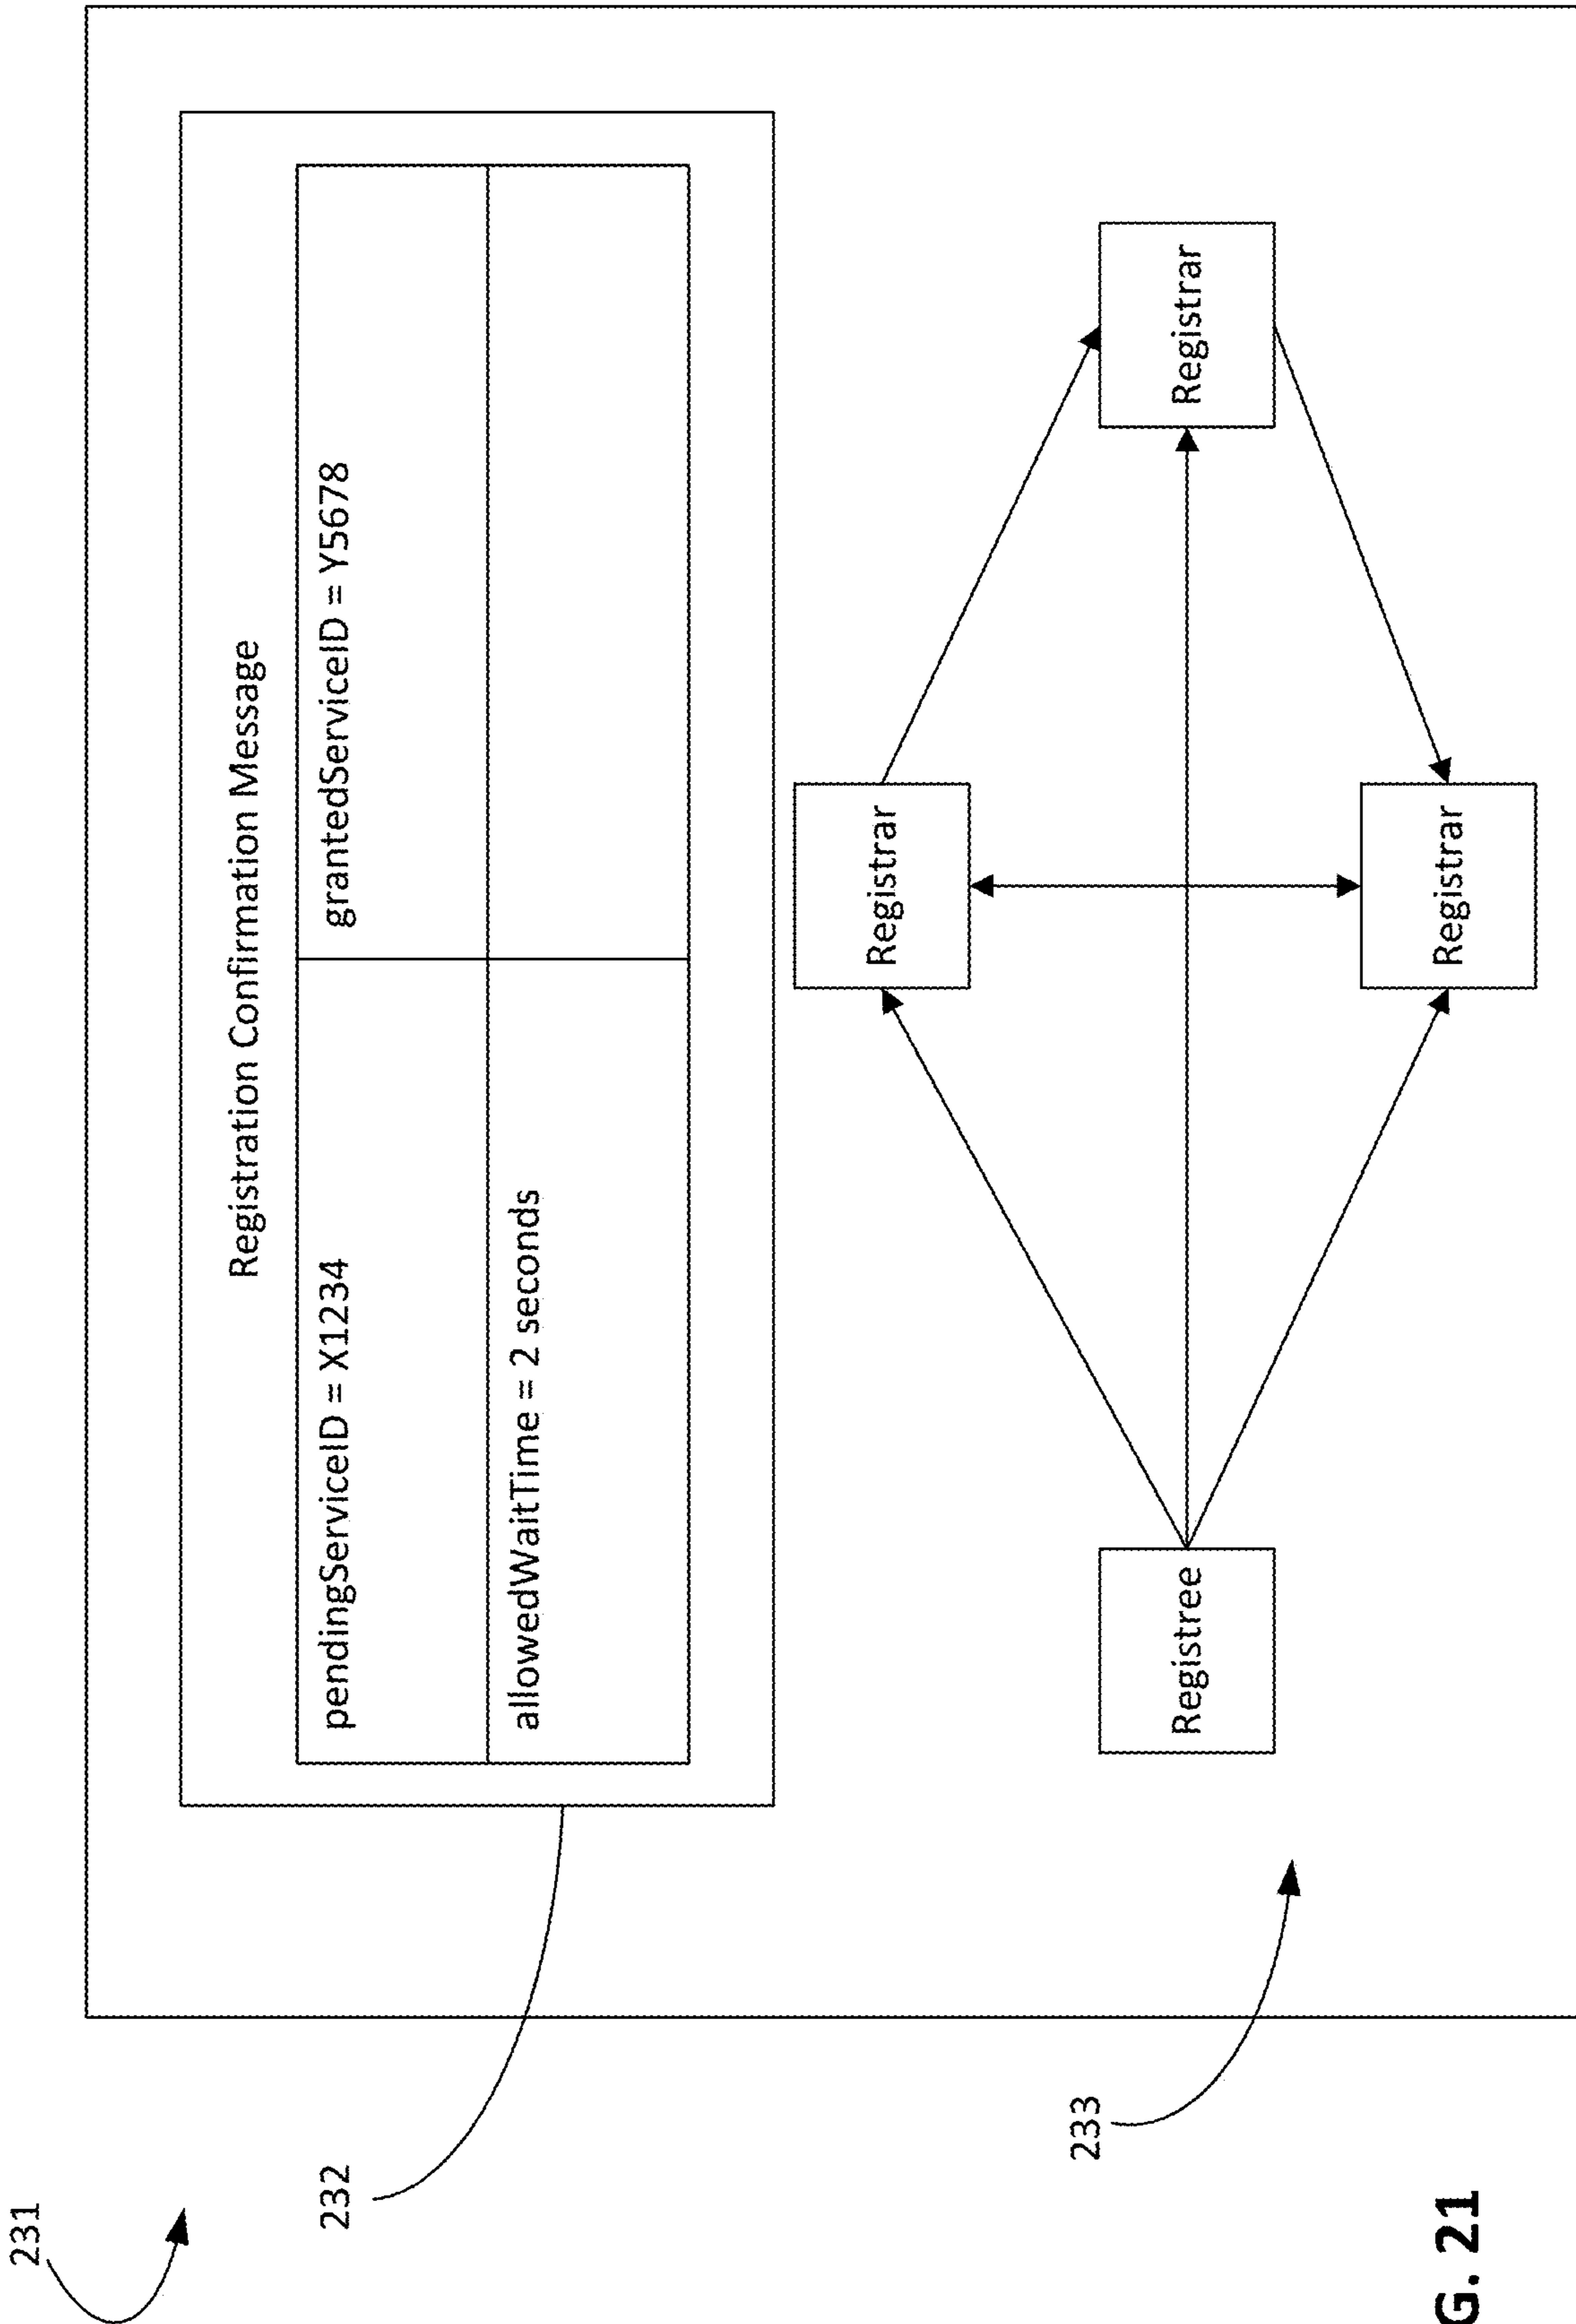 231
Registration Confirmation Message
pendingServiceID = X1234
grantedServiceID = Y5678
allowedWaitTime = 2 seconds
232
Registrar
233
Registree
Registrar
Registrar
G. 21